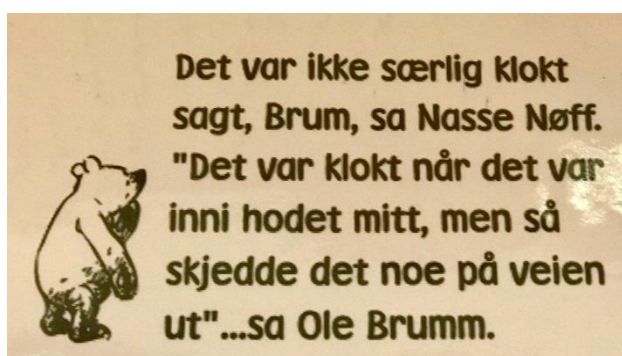 Det var ikke særlig klokt
sagt, Brum, sa Nasse Nøff.
"Det var klokt når det var
inni hodet mitt, men så
skjedde det noe på veien
ut"...sa Ole Brumm.